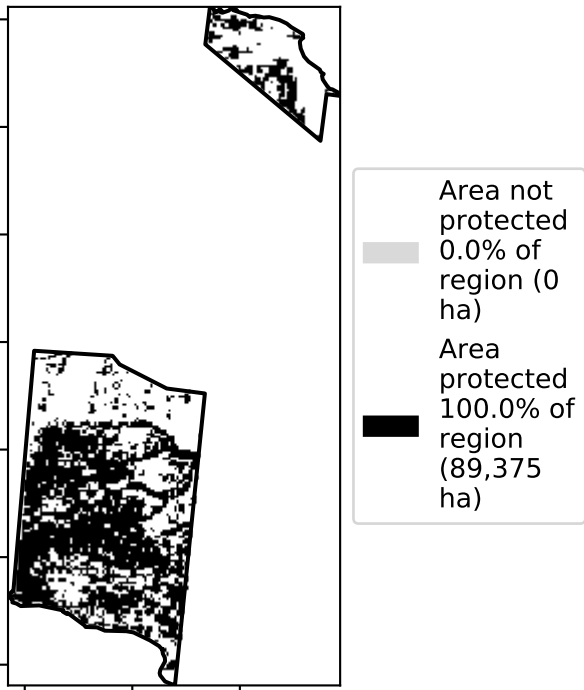 Area not
protected
0.0% of
region (0
ha)
Area
protected
100.0% of
region
(89,375
ha)